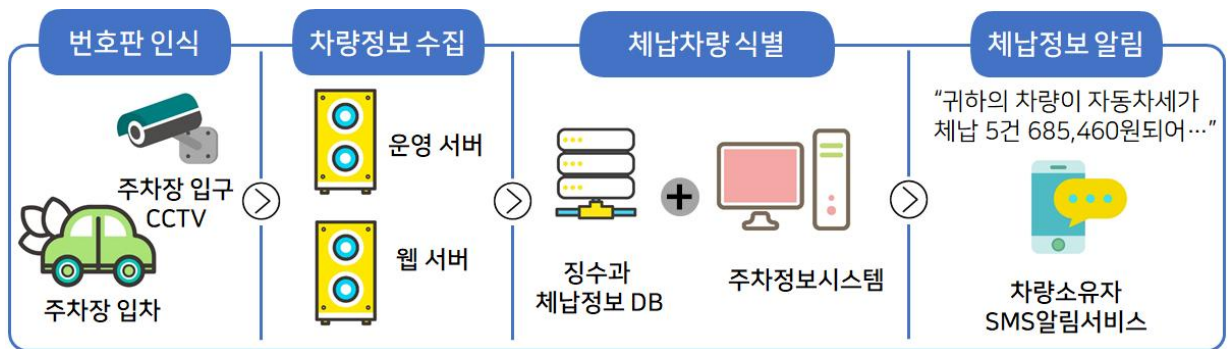 번호판 인식
차량정보 수집
체납차량 식별
체납정보 알림
주차장 입구
CCTV
주차장 입차
운영 서버
웹 서버
징수과
체납정보 DB
주차정보시스템
“귀하의 차량이 자동차세가
체납 5건 685,460원되어…”
차량소유자
SMS알림서비스